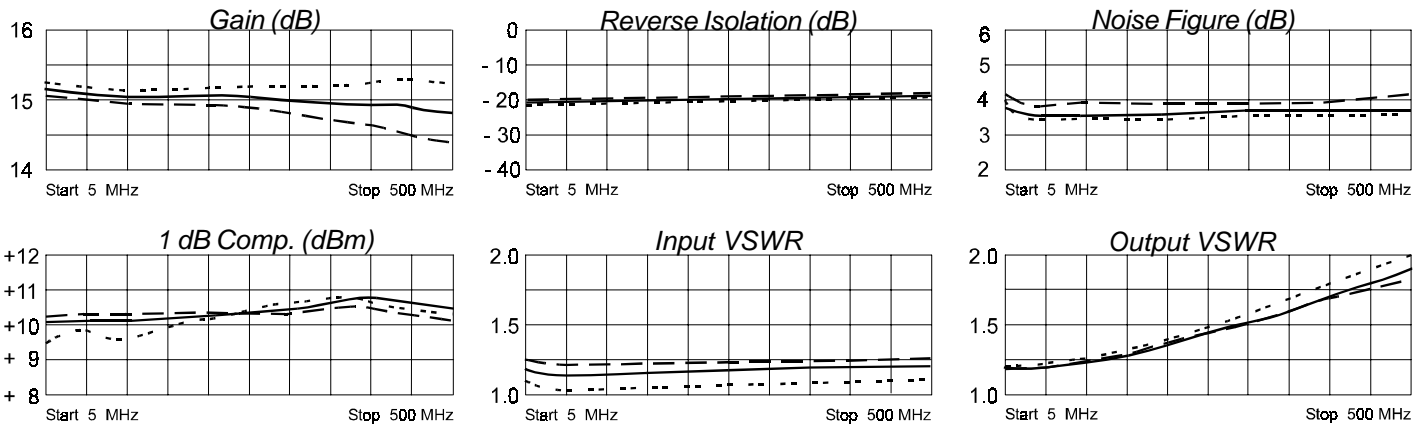 Gain (dB)
16
15
14
Start 5 MHz
Stop 500 MHz
Reverse Isolation (dB)
0
- 10
- 20
- 30
- 40
Start 5 MHz
Stop 500 MHz
Noise Figure (dB)
6
5
4
3
2
Start 5 MHz
Stop 500 MHz
1 dB Comp. (dBm)
+12
+11
+10
+ 9
+ 8
Start 5 MHz
Stop 500 MHz
Input VSWR
2.0
1.5
1.0
Start 5 MHz
Stop 500 MHz
Output VSWR
2.0
1.5
1.0
Start 5 MHz
Stop 500 MHz